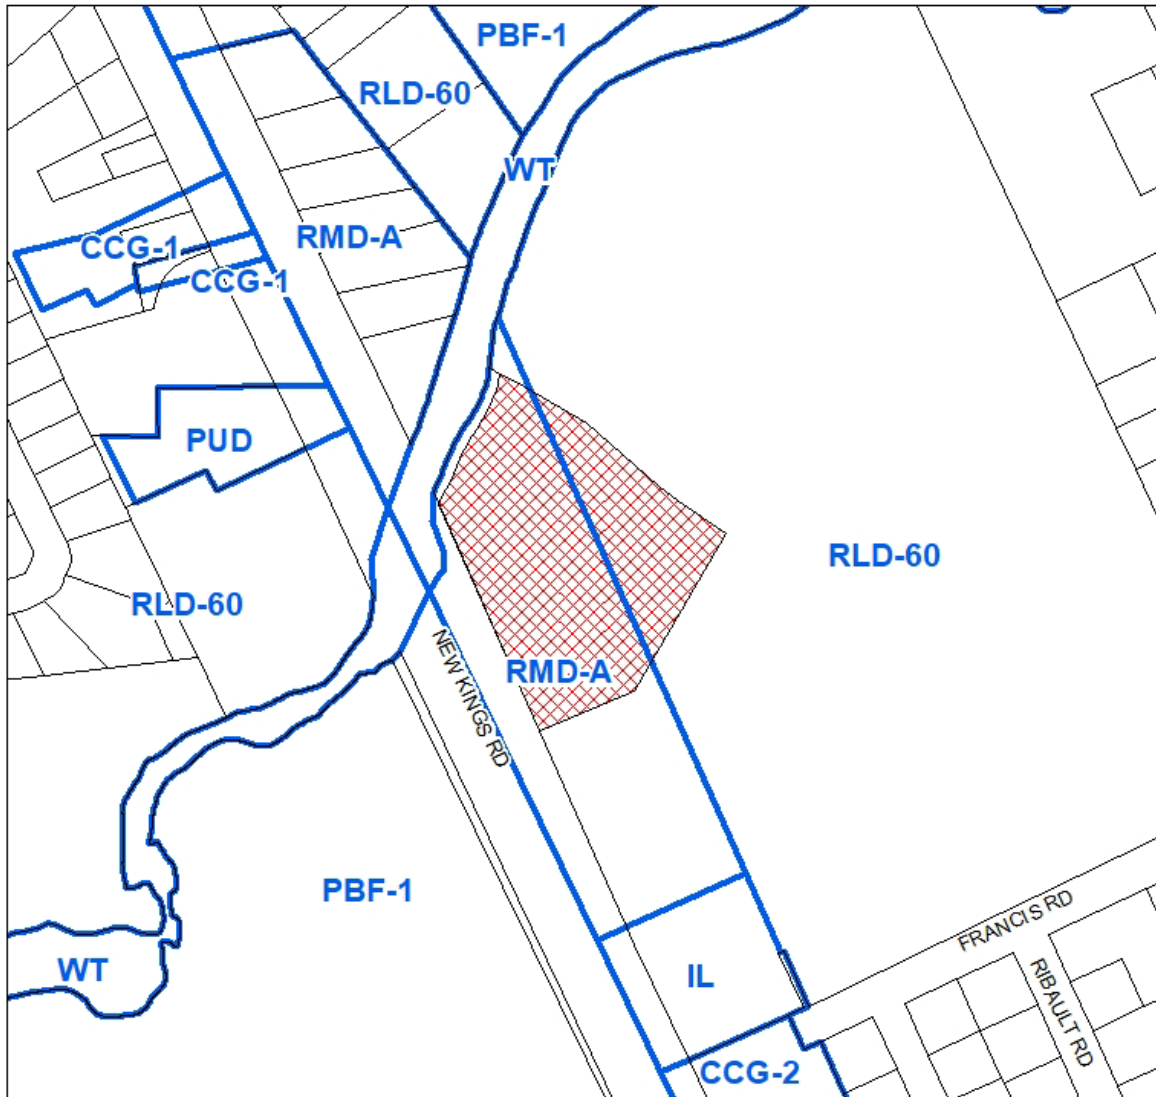 PBF-1
RLD-60
WT
RMD-A
CCG-1
CCG-1
PUD
RLD-60
RLD-60
NEW KINGS RD
RMD-A
PBF-1
FRANCIS RD
WT
IL
RIBAULT RD
CCG-2